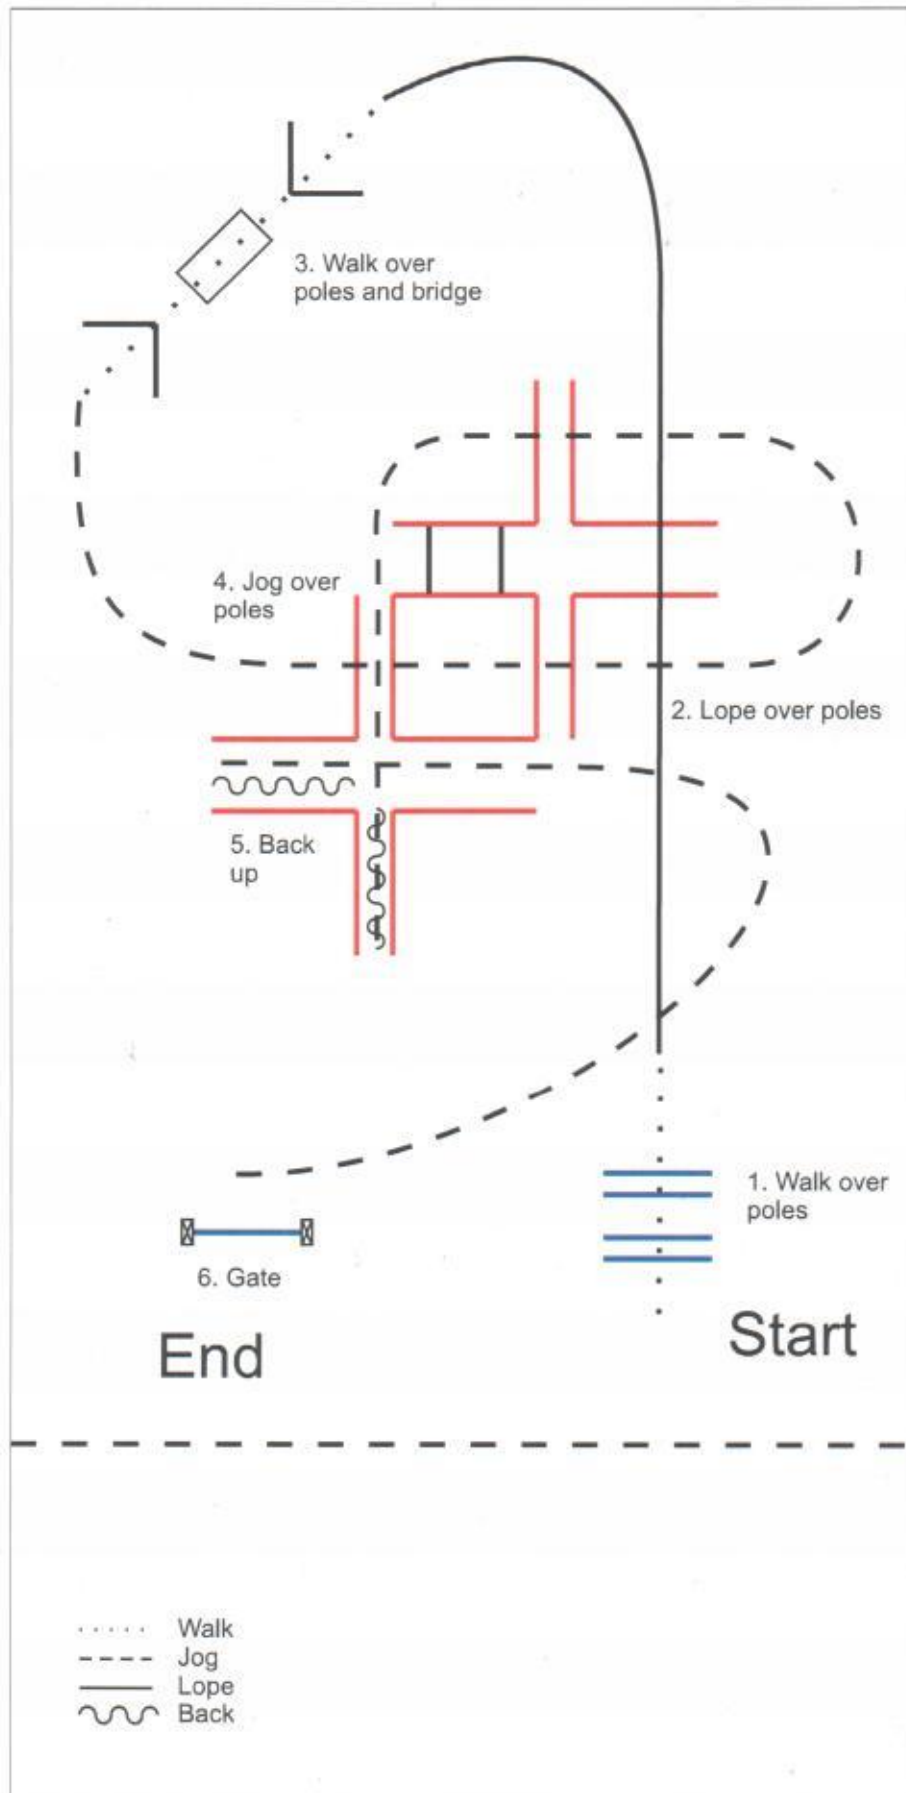 3. Walk over
poles and bridge
4. Jog over
poles
2. Lope over poles
5. Back
up
1. Walk over
poles
6. Gate
End
Start
Walk
Jog
Lope
Back